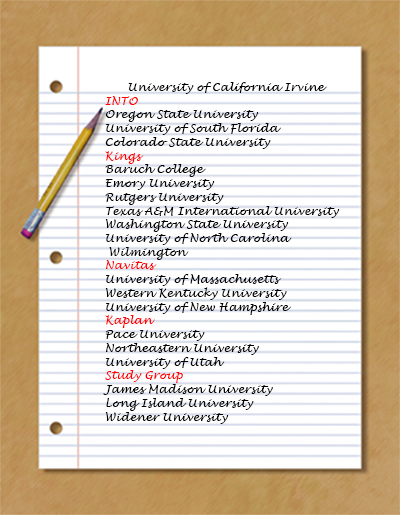 University of California Irvine
INTO
Oregon State University
University of South Florida
Colorado State University
Kings
Baruch College
Emory University
Rutgers University
Texas A&M International University
Washington State University
University of North Carolina
Wilmington
Navitas
University of Massachusetts
Western Kentucky University
University of New Hampshire
Kaplan
Pace University
Northeastern University
University of Utah
Study Group
James Madison University
Long Island University
Widener University